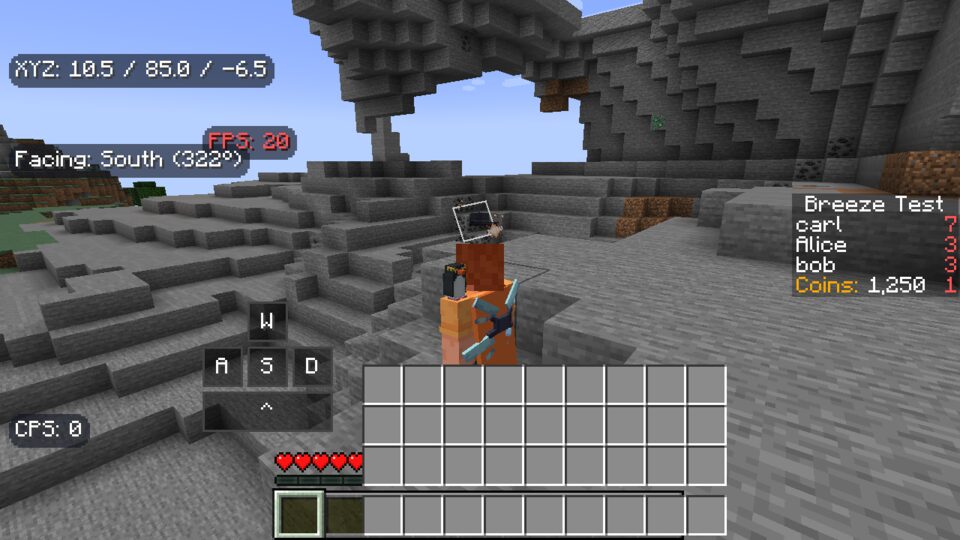 XYZ: 10.5 / 85.0 / -6.5
FPS: 20
Facing: South (322°)
Breeze Test
carl 7
Alice 3
bob 3
Coins: 1,250 1
W
A S D
^
CPS: 0